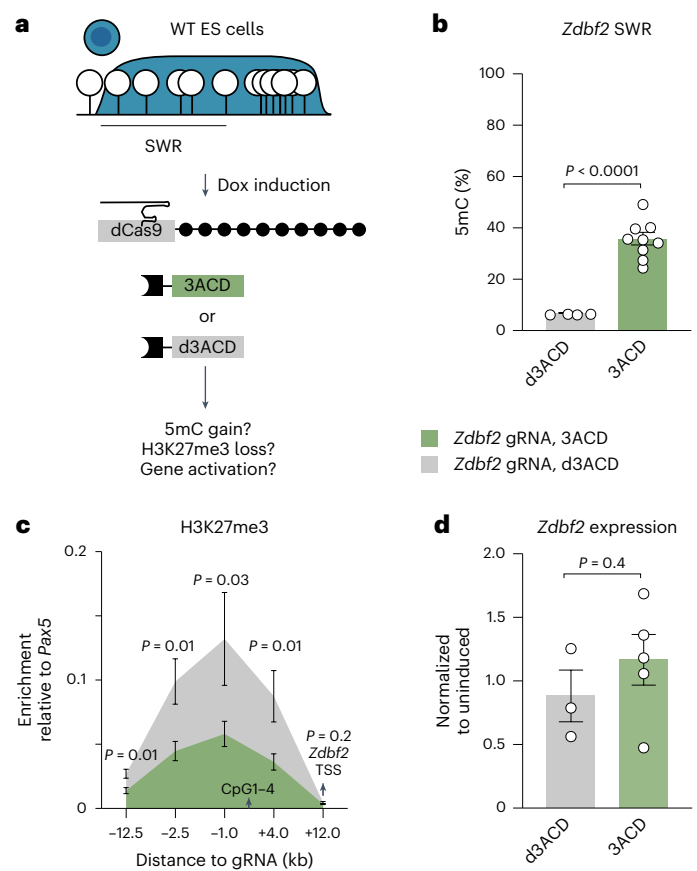 a
WT ES cells
SWR
Dox induction
dCas9
3ACD
or
d3ACD
5mC gain?
H3K27me3 loss?
Gene activation?
b
Zdbf2 SWR
5mC (%)
100
80
60
40
20
0
P < 0.0001
d3ACD
3ACD
Zdbf2 gRNA, 3ACD
Zdbf2 gRNA, d3ACD
c
H3K27me3
Enrichment
relative to Pax5
0.2
0.1
0
P = 0.01
P = 0.01
P = 0.03
P = 0.01
P = 0.2
Zdbf2
TSS
CpG1–4
−12.5
−2.5
−1.0
+4.0
+12.0
Distance to gRNA (kb)
d
Zdbf2 expression
Normalized
to uninduced
2.0
1.5
1.0
0.5
0
P = 0.4
d3ACD
3ACD